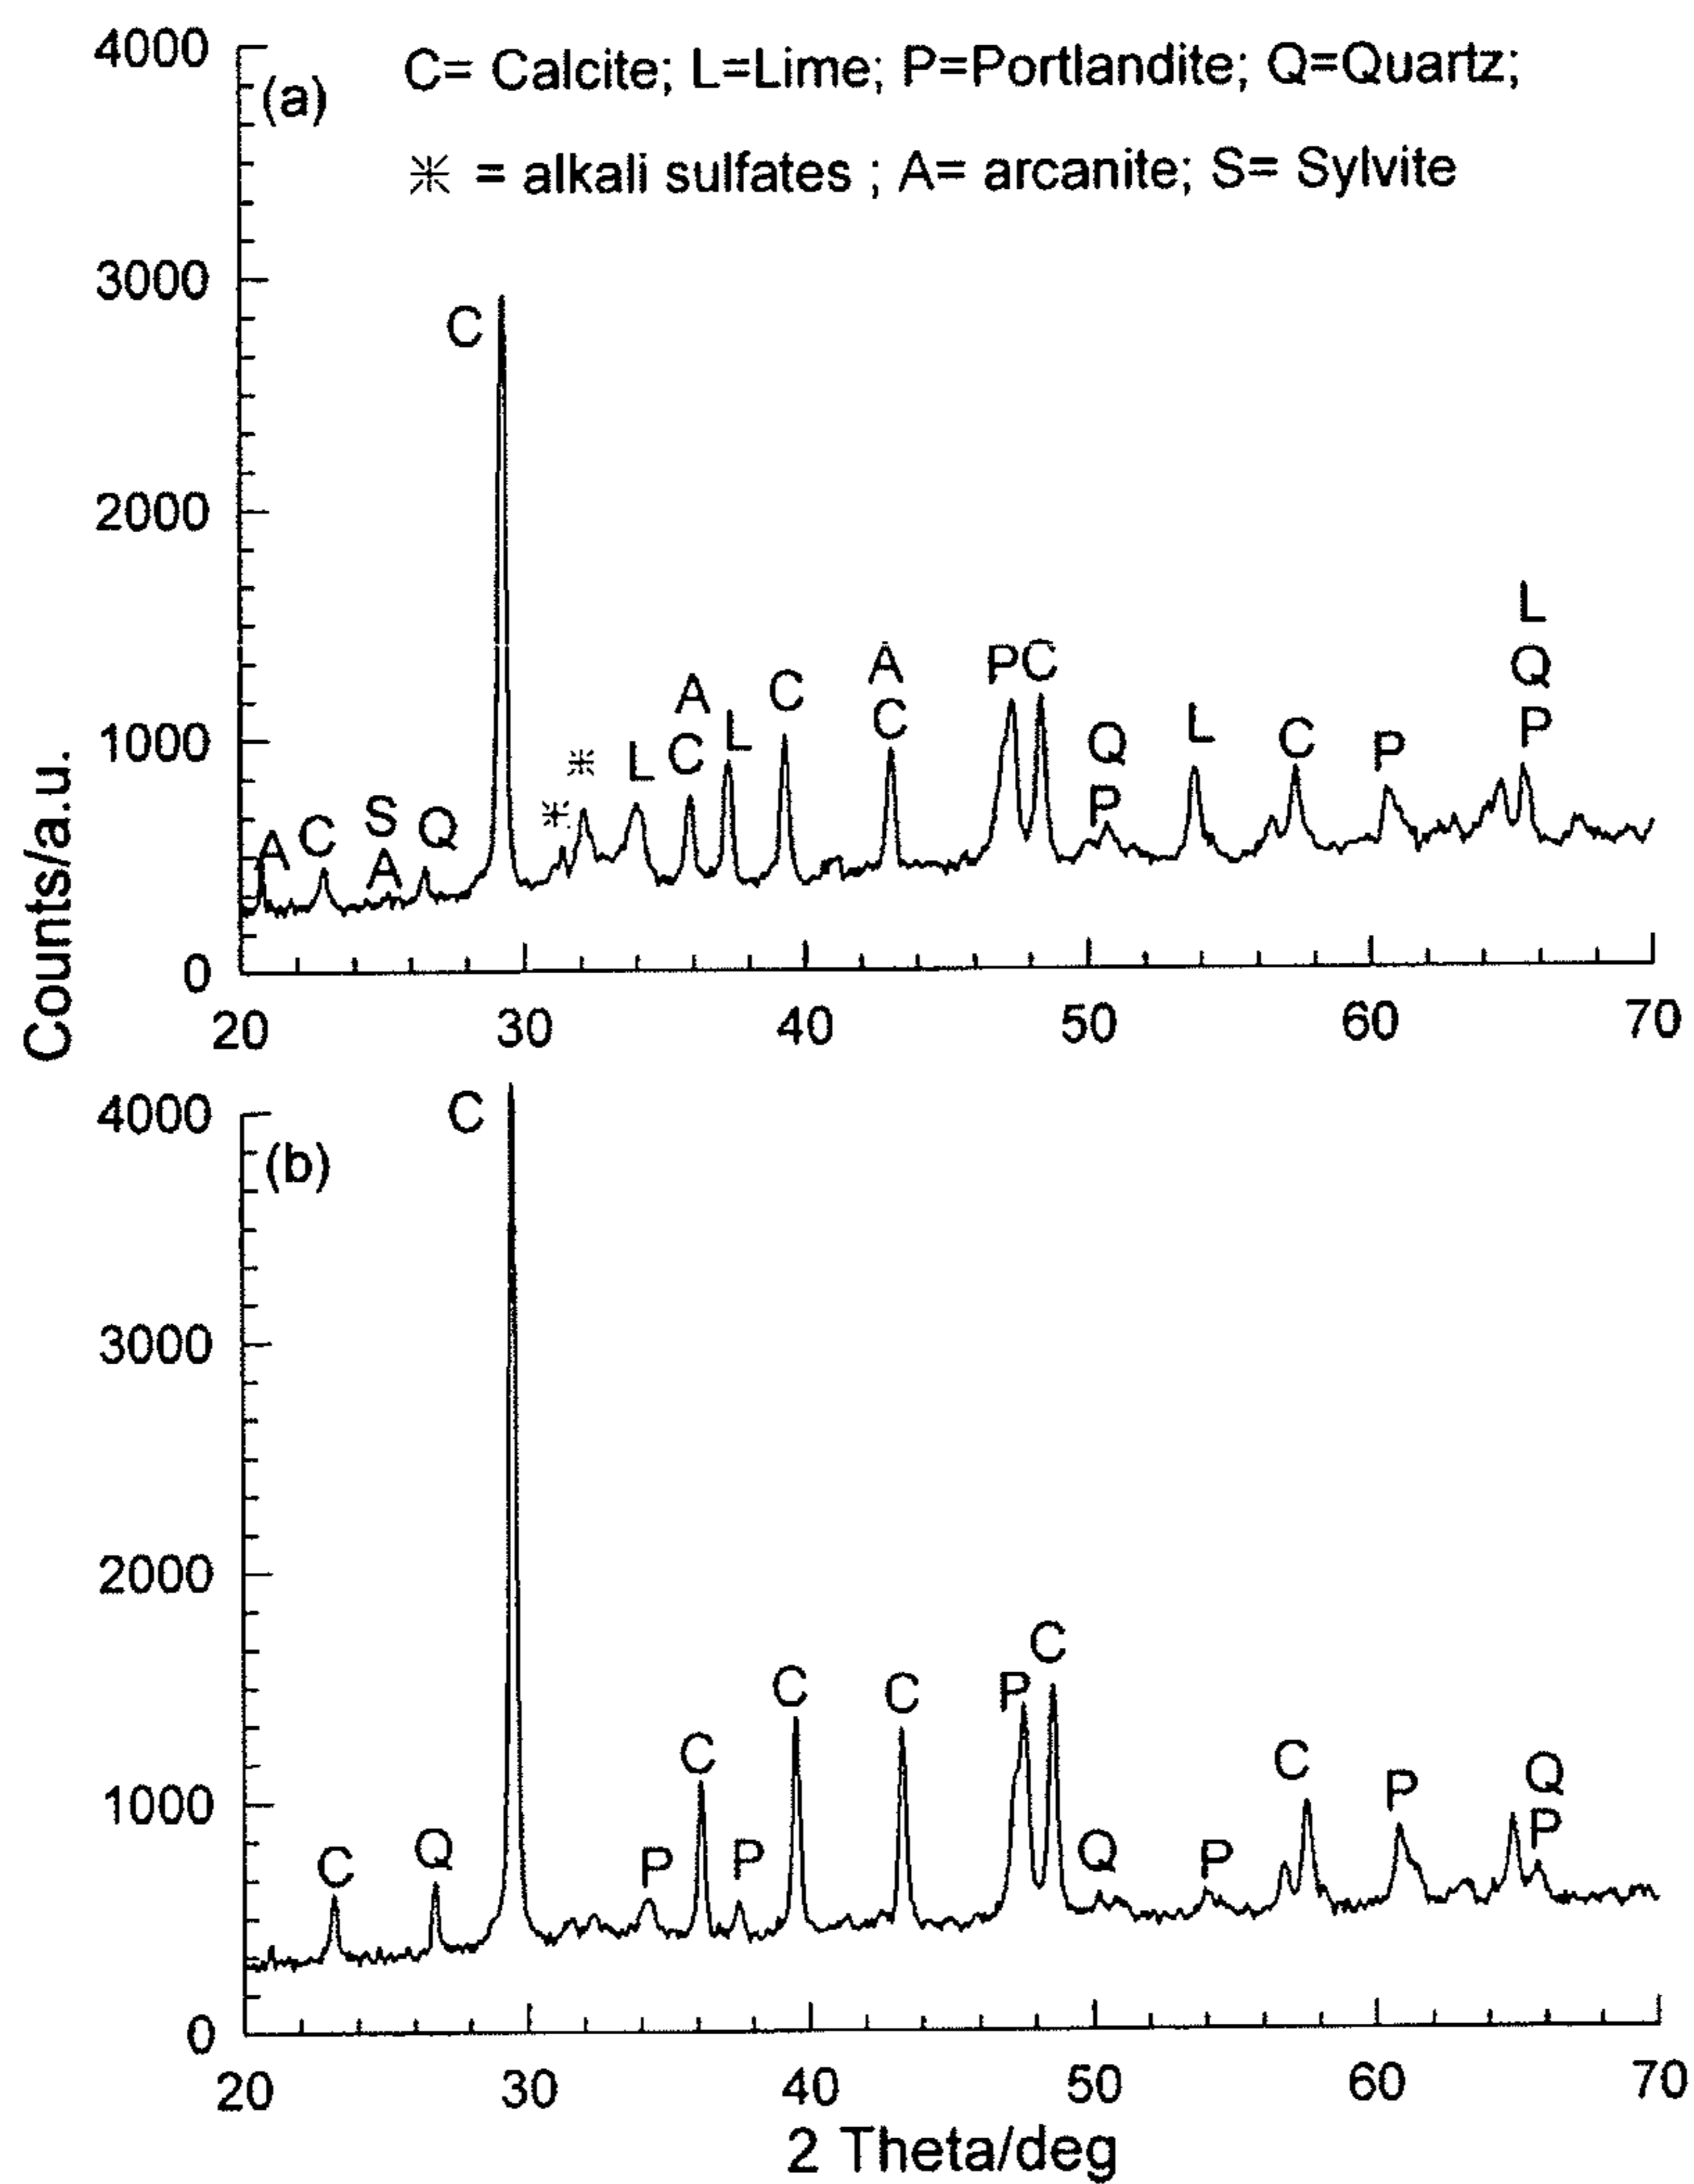 4000
(a)
C= Calcite; L=Lime; P=Portlandite; Q=Quartz;
※ = alkali sulfates ; A= arcanite; S= Sylvite
3000
C
2000
L
A P C Q
A C C Q L P
L C L C P
※
S ※ P
A C Q
A
1000
0
20 30 40 50 60 70
Counts/a.u.
4000
C
(b)
3000
2000
C
C C P
C C Q
P P
C Q P P Q P
1000
0
20 30 40 50 60 70
2 Theta/deg